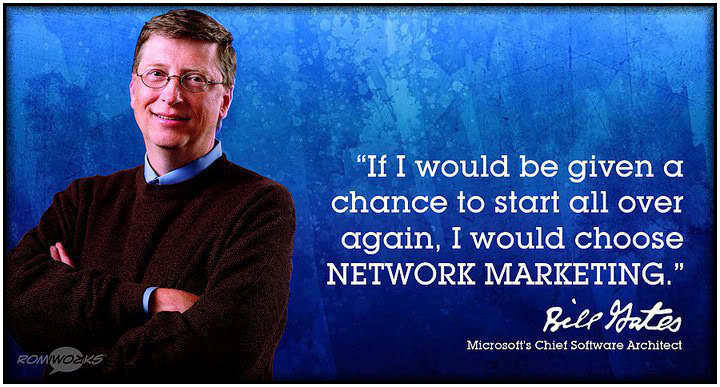 “If I would be given a
chance to start all over
again, I would choose
NETWORK MARKETING.”
Bill Gates
Microsoft's Chief Software Architect
ROMWORKS